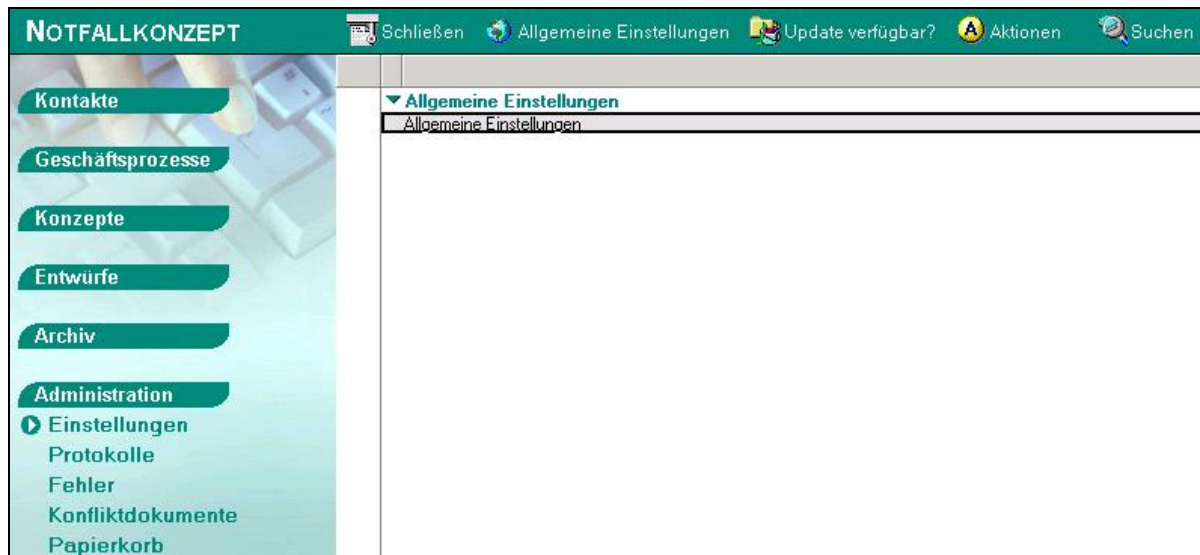 NOTFALLKONZEPT
Schließen Allgemeine Einstellungen Update verfügbar? A Aktionen Suchen
Kontakte
Geschäftsprozesse
Konzepte
Entwürfe
Archiv
Administration
Einstellungen
Protokolle
Fehler
Konfliktdokumente
Papierkorb
Allgemeine Einstellungen
Allgemeine Einstellungen